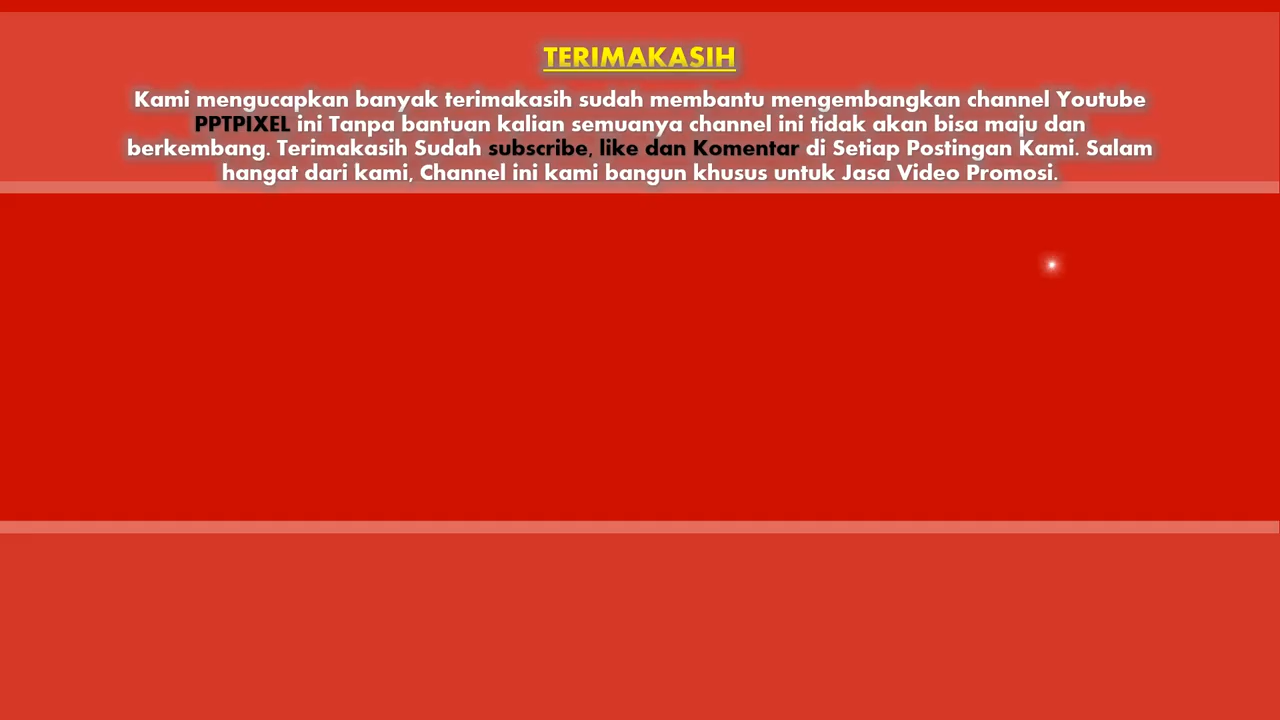 TERIMAKASIH
Kami mengucapkan banyak terimakasih sudah membantu mengembangkan channel Youtube
PPTPIXEL ini Tanpa bantuan kalian semuanya channel ini tidak akan bisa maju dan
berkembang. Terimakasih Sudah subscribe, like dan Komentar di Setiap Postingan Kami. Salam
hangat dari kami, Channel ini kami bangun khusus untuk Jasa Video Promosi.